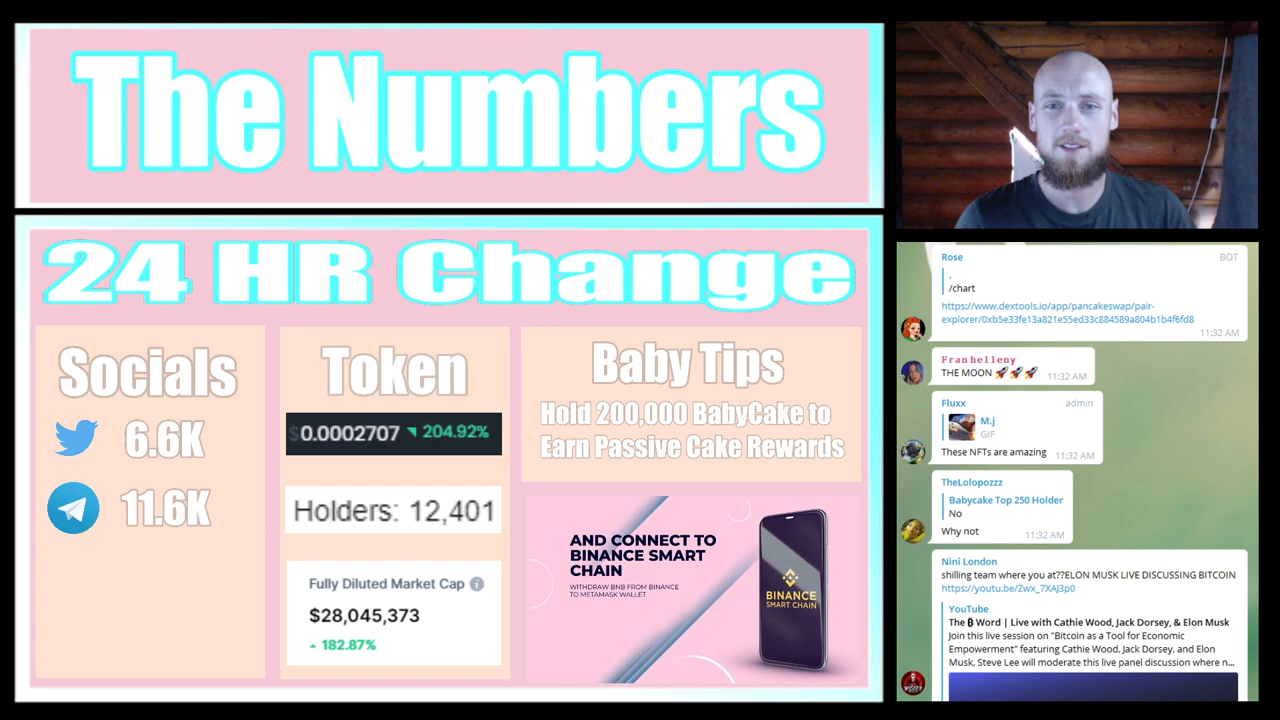 The Numbers
24 HR Change
Socials
6.6K
11.6K
Token
$0.0002707 204.92%
Holders: 12,401
Fully Diluted Market Cap i
$28,045,373
182.87%
Baby Tips
Hold 200,000 BabyCake to
Earn Passive Cake Rewards
AND CONNECT TO
BINANCE SMART
CHAIN
WITHDRAW BNB FROM BINANCE
TO METAMASK WALLET
BINANCE
SMART CHAIN
Rose BOT
.
/chart
https://www.dextools.io/app/pancakeswap/pair-
explorer/0xb5e33fe13a821e55ed33c884589a804b1b4f6fd8
11:32 AM
Franhelleny
THE MOON 🚀🚀🚀 11:32 AM
Fluxx admin
M.j
GIF
These NFTs are amazing 11:32 AM
TheLolopozzz
Babycake Top 250 Holder
No
Why not 11:32 AM
Nini London
shilling team where you at??ELON MUSK LIVE DISCUSSING BITCOIN
https://youtu.be/Zwx_7XAJ3p0
YouTube
The ₿ Word | Live with Cathie Wood, Jack Dorsey, & Elon Musk
Join this live session on "Bitcoin as a Tool for Economic
Empowerment" featuring Cathie Wood, Jack Dorsey, and Elon
Musk, Steve Lee will moderate this live panel discussion where n...